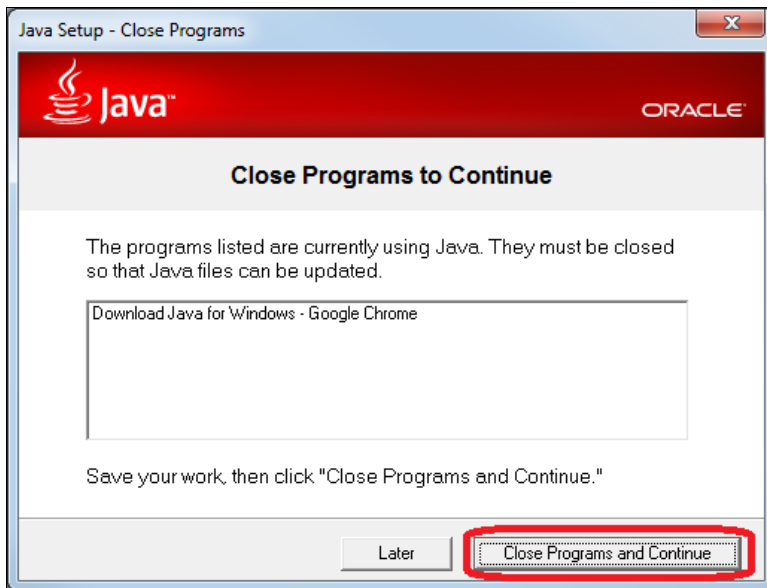 Java Setup - Close Programs
X
Java™
ORACLE®
Close Programs to Continue
The programs listed are currently using Java. They must be closed
so that Java files can be updated.
Download Java for Windows - Google Chrome
Save your work, then click "Close Programs and Continue."
Later
Close Programs and Continue